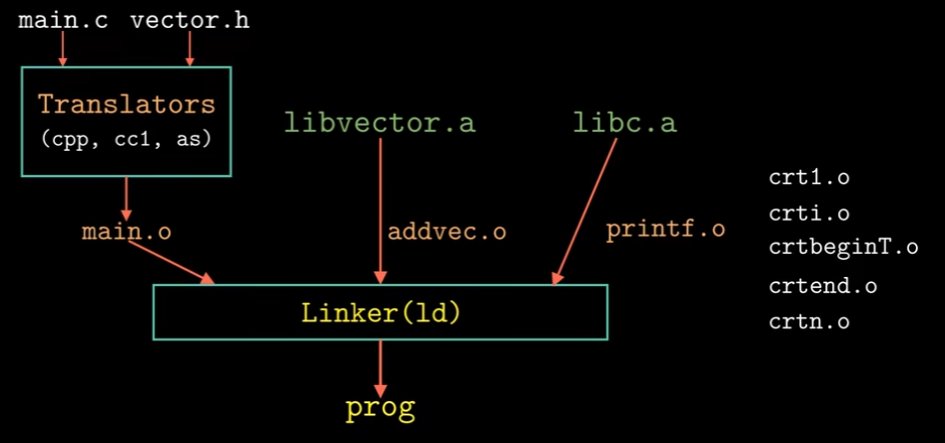 main.c vector.h
Translators
(cpp, cc1, as)
libvector.a
libc.a
main.o
addvec.o
printf.o
crt1.o
crti.o
crtbeginT.o
crtend.o
crtn.o
Linker(ld)
prog